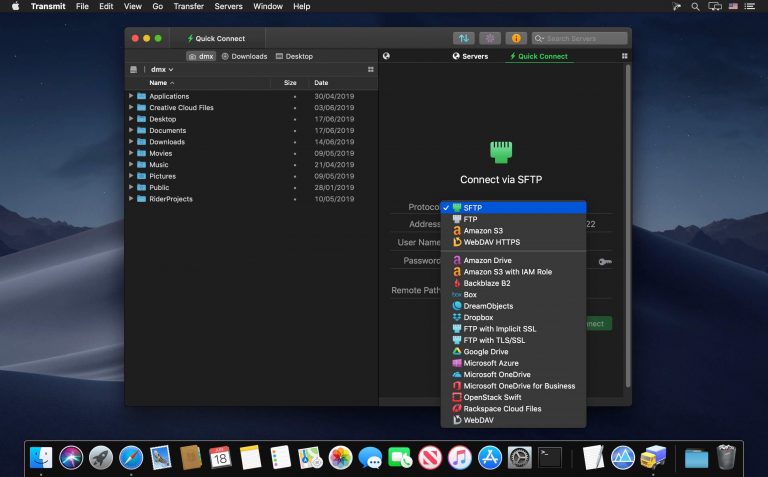 Transmit File Edit View Go Transfer Servers Window Help
Quick Connect
Search Servers
dmx Downloads Desktop
Servers Quick Connect
dmx
Name Size Date
Applications 30/04/2019
Creative Cloud Files 03/06/2019
Desktop 17/06/2019
Documents 17/06/2019
Downloads 14/06/2019
Movies 09/05/2019
Music 21/04/2019
Pictures 09/05/2019
Public 28/01/2019
RiderProjects 10/05/2019
Connect via SFTP
Protoco
Address 22
User Name
Password
Remote Path
nect
✓ SFTP
FTP
Amazon S3
WebDAV HTTPS
Amazon Drive
Amazon S3 with IAM Role
Backblaze B2
box Box
DreamObjects
Dropbox
FTP with Implicit SSL
FTP with TLS/SSL
Google Drive
Microsoft Azure
Microsoft OneDrive
Microsoft OneDrive for Business
OpenStack Swift
Rackspace Cloud Files
WebDAV
JUN
18